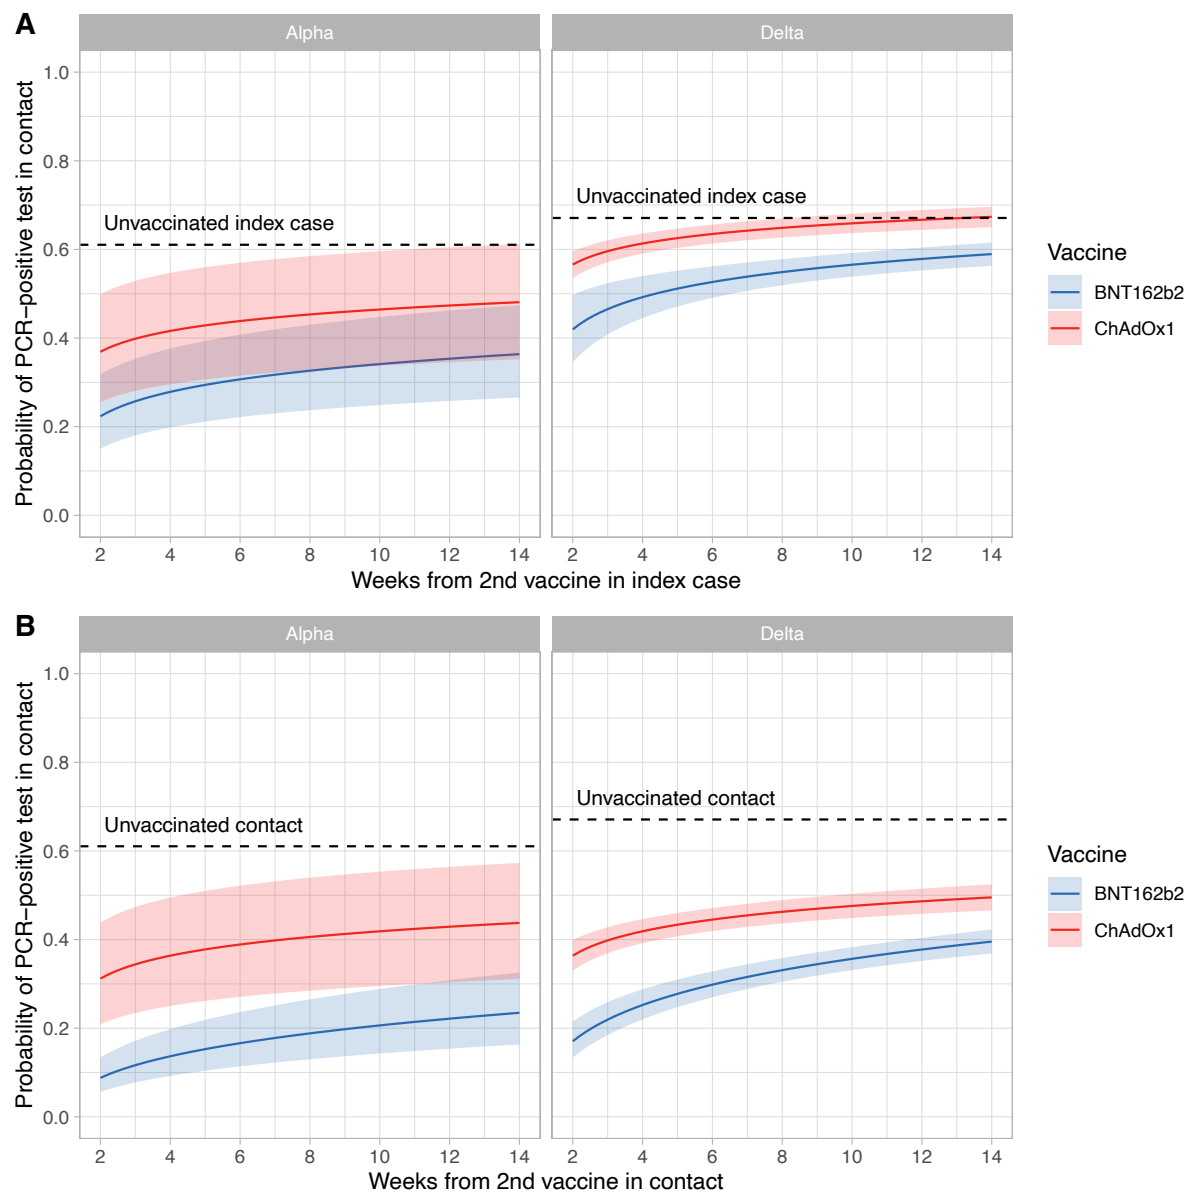 A
Alpha
Delta
Probability of PCR−positive test in contact
1.0
0.8
0.6
0.4
0.2
0.0
Unvaccinated index case
Unvaccinated index case
2 4 6 8 10 12 14
2 4 6 8 10 12 14
Weeks from 2nd vaccine in index case
Vaccine
BNT162b2
ChAdOx1
B
Alpha
Delta
Probability of PCR−positive test in contact
1.0
0.8
0.6
0.4
0.2
0.0
Unvaccinated contact
Unvaccinated contact
2 4 6 8 10 12 14
2 4 6 8 10 12 14
Weeks from 2nd vaccine in contact
Vaccine
BNT162b2
ChAdOx1